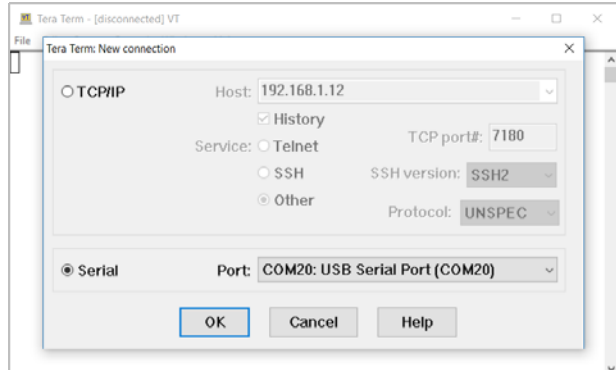 Tera Term - [disconnected] VT
File
Tera Term: New connection
TCP/IP
Host: 192.168.1.12
History
Service: Telnet
TCP port#: 7180
SSH
SSH version: SSH2
Other
Protocol: UNSPEC
Serial
Port: COM20: USB Serial Port (COM20)
OK Cancel Help